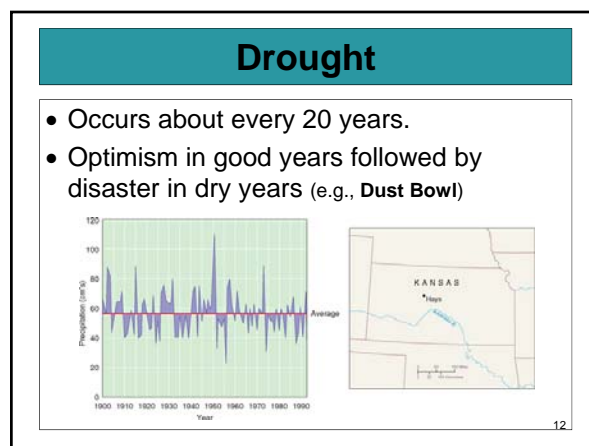 Drought
• Occurs about every 20 years.
• Optimism in good years followed by
disaster in dry years (e.g., Dust Bowl)
120
100
80
60
40
20
0
Precipitation (cm's)
1900 1910 1920 1930 1940 1950 1960 1970 1980 1990
Year
Average
KANSAS
Hays
12